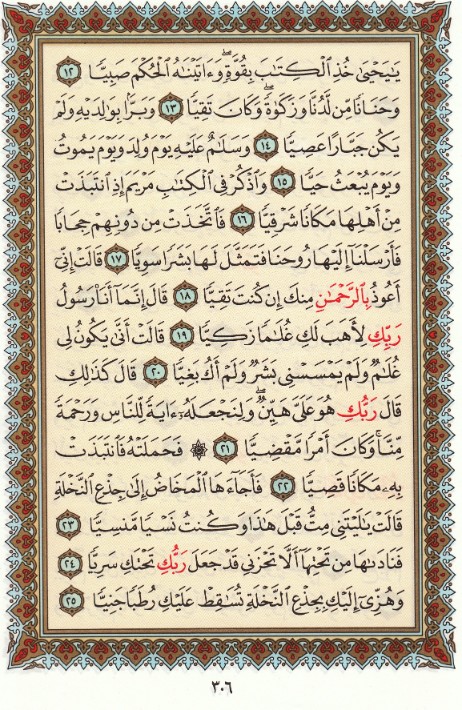 يَٰيَحْيَىٰ خُذِ ٱلْكِتَٰبَ بِقُوَّةٍۖ وَءَاتَيْنَٰهُ ٱلْحُكْمَ صَبِيًّا ١٢
وَحَنَانًا مِّن لَّدُنَّا وَزَكَوٰةًۖ وَكَانَ تَقِيًّا ١٣ وَبَرًّۢا بِوَٰلِدَيْهِ وَلَمْ
يَكُن جَبَّارًا عَصِيًّا ١٤ وَسَلَٰمٌ عَلَيْهِ يَوْمَ وُلِدَ وَيَوْمَ يَمُوتُ
وَيَوْمَ يُبْعَثُ حَيًّا ١٥ وَٱذْكُرْ فِى ٱلْكِتَٰبِ مَرْيَمَ إِذِ ٱنتَبَذَتْ
مِنْ أَهْلِهَا مَكَانًا شَرْقِيًّا ١٦ فَٱتَّخَذَتْ مِن دُونِهِمْ حِجَابًا
فَأَرْسَلْنَآ إِلَيْهَا رُوحَنَا فَتَمَثَّلَ لَهَا بَشَرًا سَوِيًّا ١٧ قَالَتْ إِنِّىٓ
أَعُوذُ بِٱلرَّحْمَٰنِ مِنكَ إِن كُنتَ تَقِيًّا ١٨ قَالَ إِنَّمَآ أَنَا۠ رَسُولُ
رَبِّكِ لِأَهَبَ لَكِ غُلَٰمًا زَكِيًّا ١٩ قَالَتْ أَنَّىٰ يَكُونُ لِى
غُلَٰمٌ وَلَمْ يَمْسَسْنِى بَشَرٌ وَلَمْ أَكُ بَغِيًّا ٢٠ قَالَ كَذَٰلِكِ
قَالَ رَبُّكِ هُوَ عَلَىَّ هَيِّنٌۖ وَلِنَجْعَلَهُۥٓ ءَايَةً لِّلنَّاسِ وَرَحْمَةً
مِّنَّاۚ وَكَانَ أَمْرًا مَّقْضِيًّا ٢١ ۞ فَحَمَلَتْهُ فَٱنتَبَذَتْ
بِهِۦ مَكَانًا قَصِيًّا ٢٢ فَأَجَآءَهَا ٱلْمَخَاضُ إِلَىٰ جِذْعِ ٱلنَّخْلَةِ
قَالَتْ يَٰلَيْتَنِى مِتُّ قَبْلَ هَٰذَا وَكُنتُ نَسْيًا مَّنسِيًّا ٢٣
فَنَادَىٰهَا مِن تَحْتِهَآ أَلَّا تَحْزَنِى قَدْ جَعَلَ رَبُّكِ تَحْتَكِ سَرِيًّا ٢٤
وَهُزِّىٓ إِلَيْكِ بِجِذْعِ ٱلنَّخْلَةِ تُسَٰقِطْ عَلَيْكِ رُطَبًا جَنِيًّا ٢٥
٣٠٦